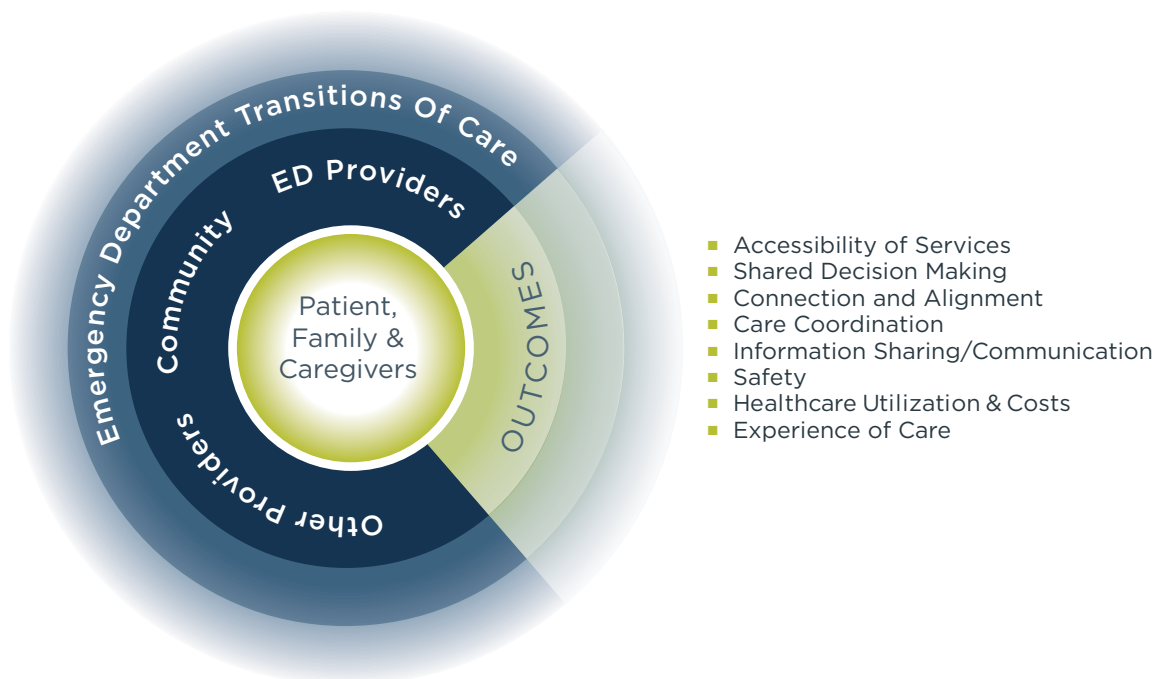 Emergency Department Transitions Of Care
ED Providers
Community
Other Providers
Patient,
Family &
Caregivers
OUTCOMES
Accessibility of Services
Shared Decision Making
Connection and Alignment
Care Coordination
Information Sharing/Communication
Safety
Healthcare Utilization & Costs
Experience of Care